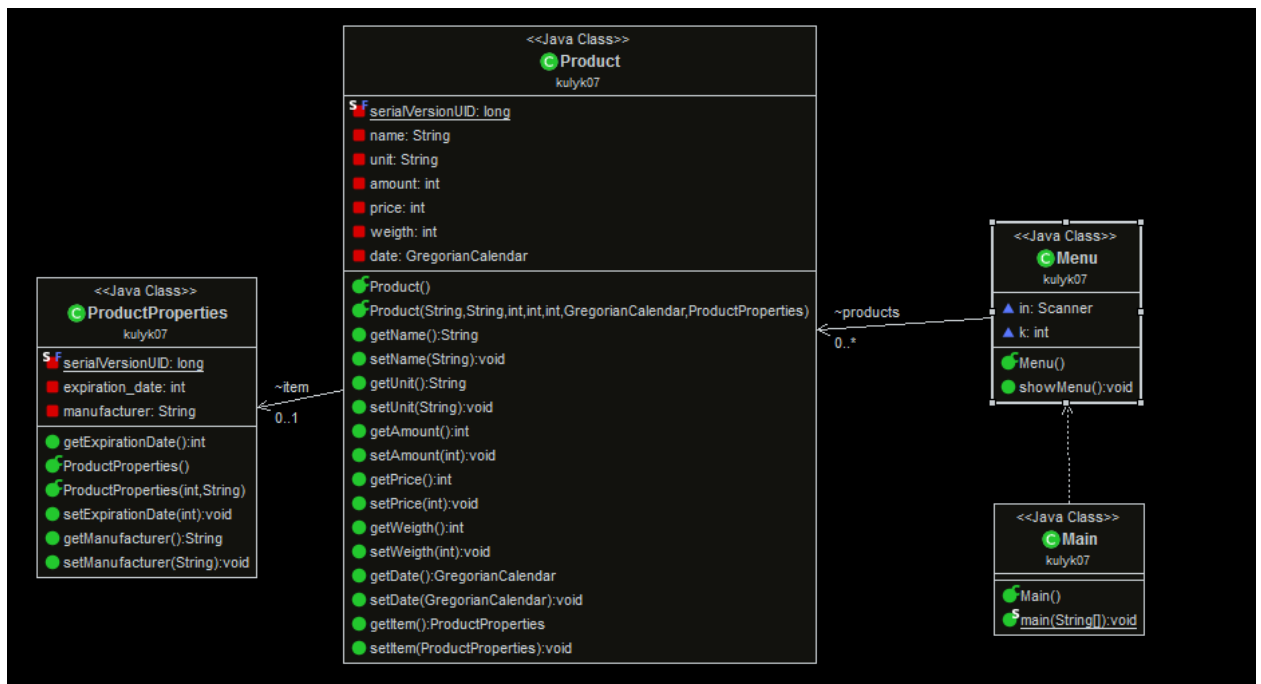 <<Java Class>>
ProductProperties
kulyk07
serialVersionUID: long
expiration_date: int
manufacturer: String
getExpirationDate():int
ProductProperties()
ProductProperties(int,String)
setExpirationDate(int):void
getManufacturer():String
setManufacturer(String):void
~item
0..1
<<Java Class>>
Product
kulyk07
serialVersionUID: long
name: String
unit: String
amount: int
price: int
weigth: int
date: GregorianCalendar
Product()
Product(String,String,int,int,int,GregorianCalendar,ProductProperties)
getName():String
setName(String):void
getUnit():String
setUnit(String):void
getAmount():int
setAmount(int):void
getPrice():int
setPrice(int):void
getWeigth():int
setWeigth(int):void
getDate():GregorianCalendar
setDate(GregorianCalendar):void
getItem():ProductProperties
setItem(ProductProperties):void
~products
0..*
<<Java Class>>
Menu
kulyk07
in: Scanner
k: int
Menu()
showMenu():void
<<Java Class>>
Main
kulyk07
Main()
main(String[]):void